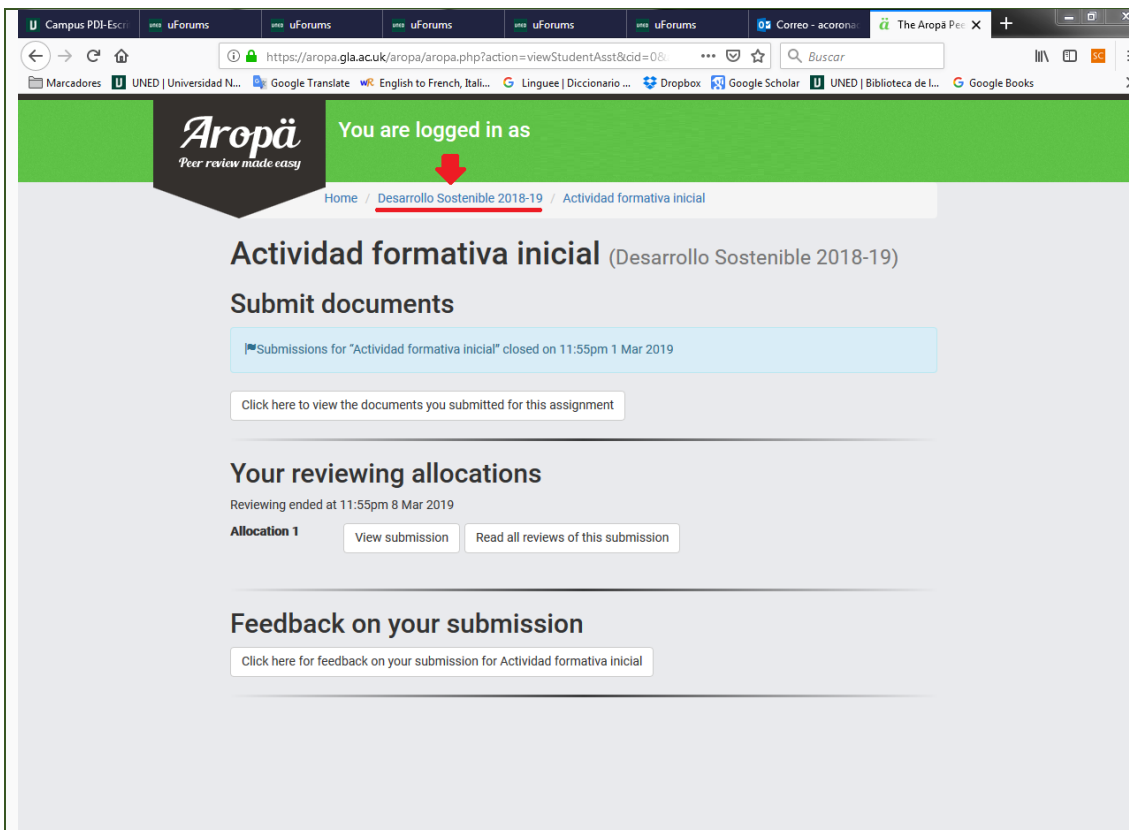 Campus PDI-Escri
uForums
uForums
uForums
uForums
uForums
Correo - acoronac
The Aropä Pee
https://aropa.gla.ac.uk/aropa/aropa.php?action=viewStudentAsst&cid=0&
Buscar
Marcadores UNED | Universidad N... Google Translate English to French, Itali... Linguee | Diccionario ... Dropbox Google Scholar UNED | Biblioteca de l... Google Books
Aropä
Peer review made easy
You are logged in as
Home / Desarrollo Sostenible 2018-19 / Actividad formativa inicial
Actividad formativa inicial (Desarrollo Sostenible 2018-19)
Submit documents
Submissions for "Actividad formativa inicial" closed on 11:55pm 1 Mar 2019
Click here to view the documents you submitted for this assignment
Your reviewing allocations
Reviewing ended at 11:55pm 8 Mar 2019
Allocation 1 View submission Read all reviews of this submission
Feedback on your submission
Click here for feedback on your submission for Actividad formativa inicial